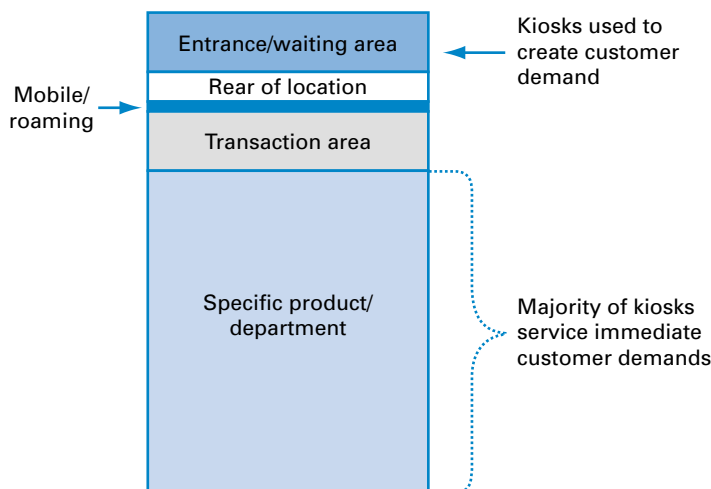 Entrance/waiting area
Kiosks used to
create customer
demand
Rear of location
Mobile/
roaming
Transaction area
Specific product/
department
Majority of kiosks
service immediate
customer demands